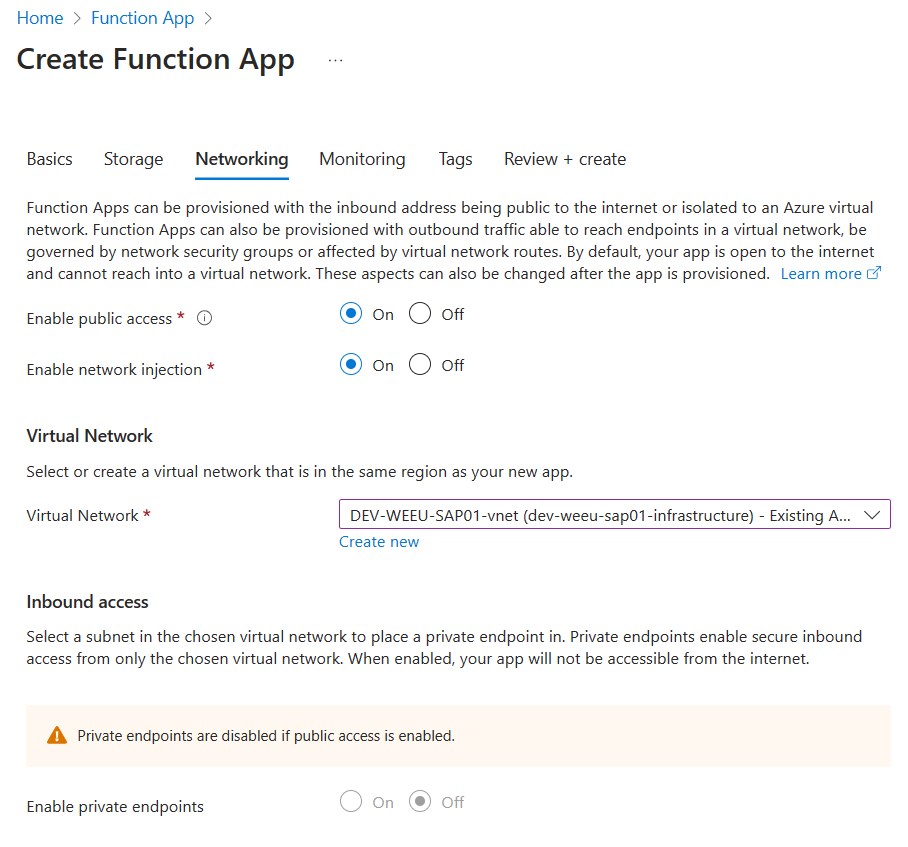 Home > Function App >
Create Function App ...
Basics Storage Networking Monitoring Tags Review + create
Function Apps can be provisioned with the inbound address being public to the internet or isolated to an Azure virtual
network. Function Apps can also be provisioned with outbound traffic able to reach endpoints in a virtual network, be
governed by network security groups or affected by virtual network routes. By default, your app is open to the internet
and cannot reach into a virtual network. These aspects can also be changed after the app is provisioned. Learn more
Enable public access * On Off
Enable network injection * On Off
Virtual Network
Select or create a virtual network that is in the same region as your new app.
Virtual Network * DEV-WEEU-SAP01-vnet (dev-weeu-sap01-infrastructure) - Existing A...
Create new
Inbound access
Select a subnet in the chosen virtual network to place a private endpoint in. Private endpoints enable secure inbound
access from only the chosen virtual network. When enabled, your app will not be accessible from the internet.
Private endpoints are disabled if public access is enabled.
Enable private endpoints On Off